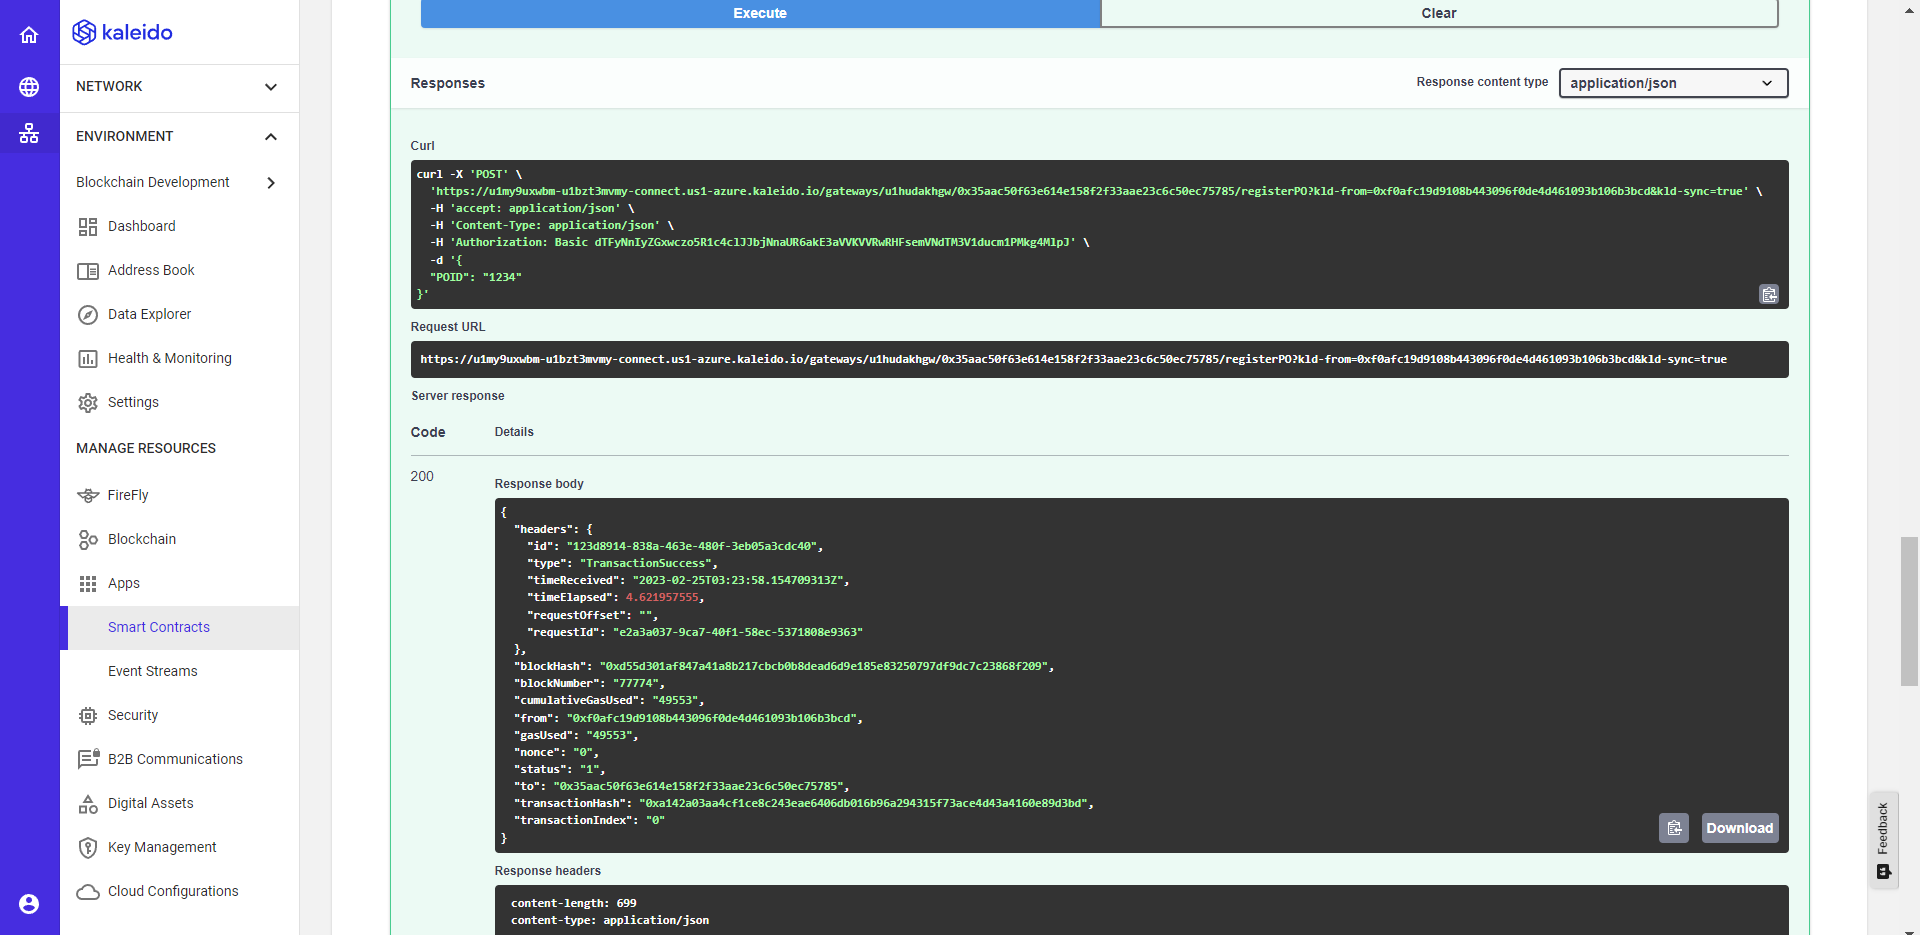 kaleido
NETWORK
ENVIRONMENT
Blockchain Development
Dashboard
Address Book
Data Explorer
Health & Monitoring
Settings
MANAGE RESOURCES
FireFly
Blockchain
Apps
Smart Contracts
Event Streams
Security
B2B Communications
Digital Assets
Key Management
Cloud Configurations
Execute
Clear
Responses
Response content type
application/json
Curl
curl -X 'POST' \
'https://u1my9uxwbm-u1bzt3mvmy-connect.us1-azure.kaleido.io/gateways/u1hudakhgw/0x35aac50f63e614e158f2f33aae23c6c50ec75785/registerPO?kld-from=0xf0afc19d9108b443096f0de4d461093b106b3bcd&kld-sync=true' \
-H 'accept: application/json' \
-H 'Content-Type: application/json' \
-H 'Authorization: Basic dTFyNnIyZGxwczo5R1c4clJJbjNnaUR6akE3aVVKVVRwRHFsemVNdTM3V1ducm1PMkg4MlpJ' \
-d '{
"POID": "1234"
}'
Request URL
https://u1my9uxwbm-u1bzt3mvmy-connect.us1-azure.kaleido.io/gateways/u1hudakhgw/0x35aac50f63e614e158f2f33aae23c6c50ec75785/registerPO?kld-from=0xf0afc19d9108b443096f0de4d461093b106b3bcd&kld-sync=true
Server response
Code
Details
200
Response body
{
"headers": {
"id": "123d8914-838a-463e-480f-3eb05a3cdc40",
"type": "TransactionSuccess",
"timeReceived": "2023-02-25T03:23:58.154709313Z",
"timeElapsed": 4.621957555,
"requestOffset": "",
"requestId": "e2a3a037-9ca7-40f1-58ec-5371808e9363"
},
"blockHash": "0xd55d301af847a41a8b217cbcb0b8dead6d9e185e83250797df9dc7c23868f209",
"blockNumber": "77774",
"cumulativeGasUsed": "49553",
"from": "0xf0afc19d9108b443096f0de4d461093b106b3bcd",
"gasUsed": "49553",
"nonce": "0",
"status": "1",
"to": "0x35aac50f63e614e158f2f33aae23c6c50ec75785",
"transactionHash": "0xa142a03aa4cf1ce8c243eae6406db016b96a294315f73ace4d43a4160e89d3bd",
"transactionIndex": "0"
}
Download
Response headers
content-length: 699
content-type: application/json
Feedback